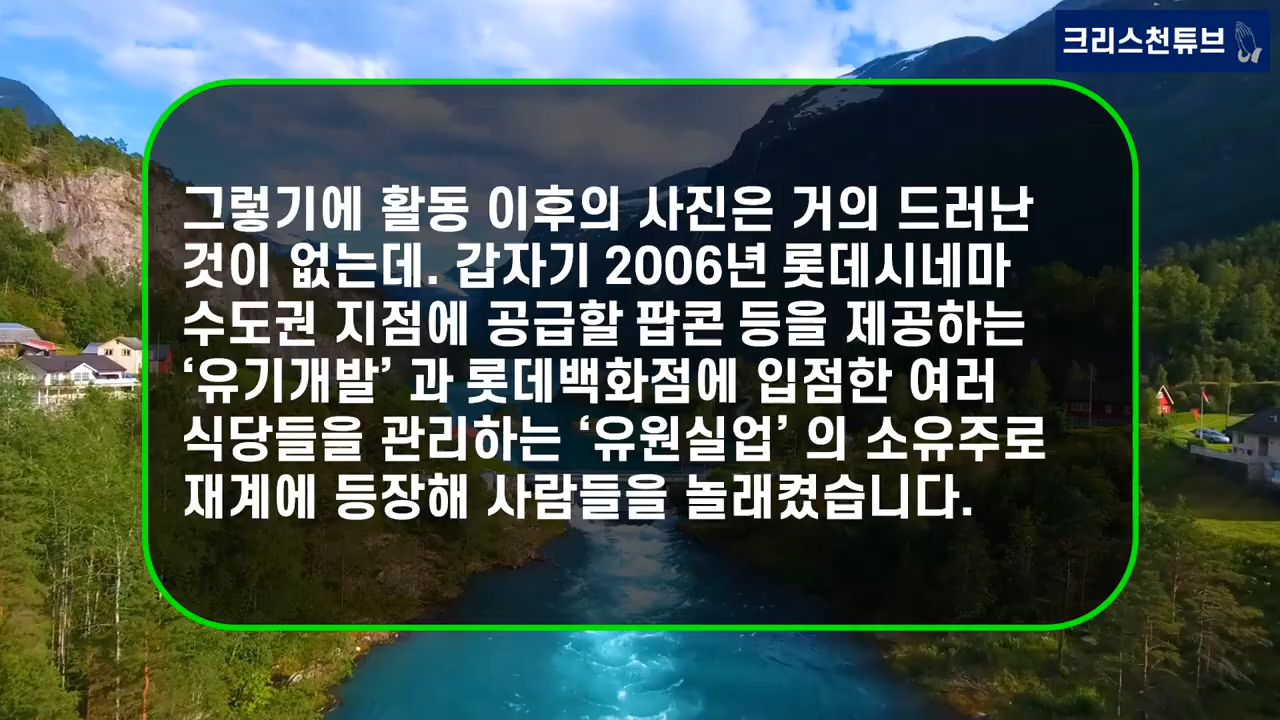 크리스천튜브
그렇기에 활동 이후의 사진은 거의 드러난
것이 없는데. 갑자기 2006년 롯데시네마
수도권 지점에 공급할 팝콘 등을 제공하는
‘유기개발’ 과 롯데백화점에 입점한 여러
식당들을 관리하는 ‘유원실업’ 의 소유주로
재계에 등장해 사람들을 놀래켰습니다.